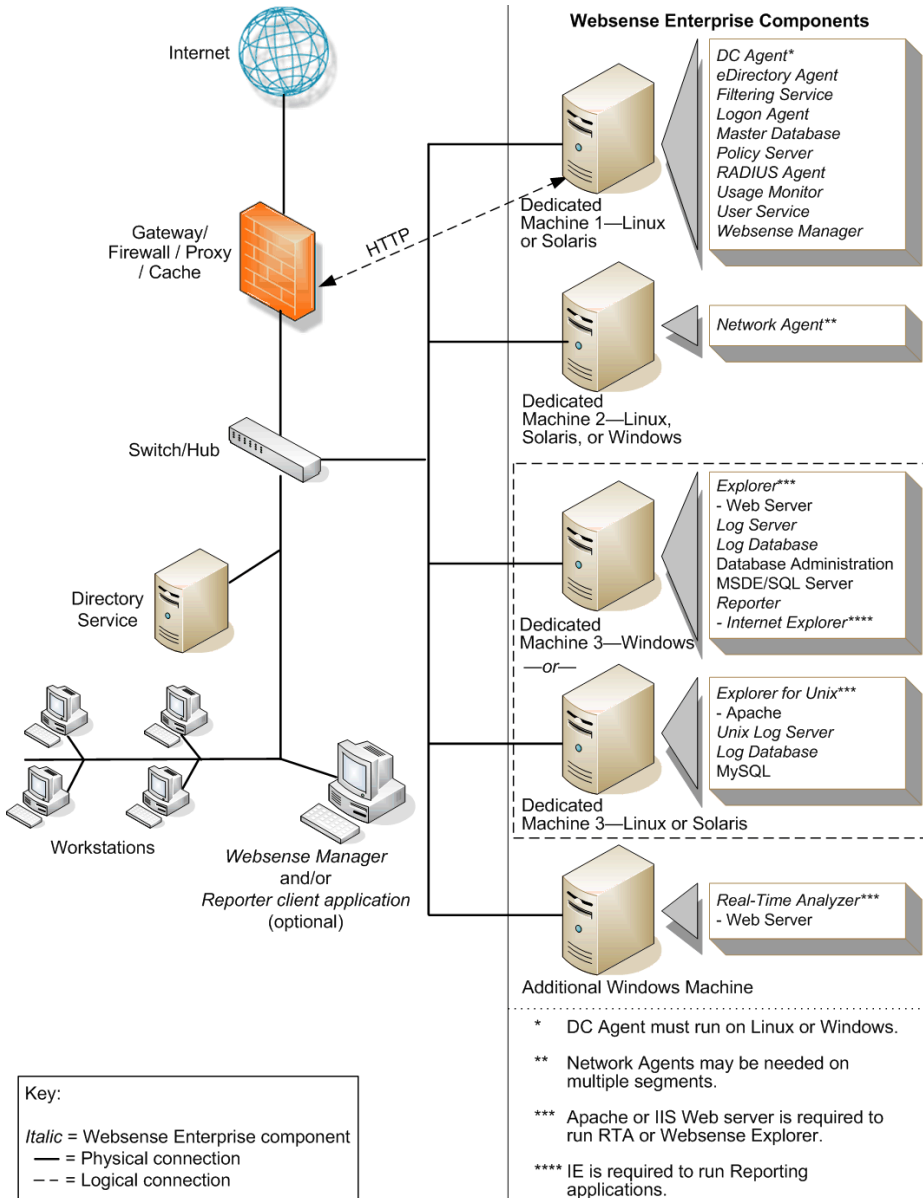 Websense Enterprise Components
Internet
Gateway/
Firewall / Proxy
/ Cache
HTTP
Switch/Hub
Directory
Service
Workstations
Websense Manager
and/or
Reporter client application
(optional)
DC Agent*
eDirectory Agent
Filtering Service
Logon Agent
Master Database
Policy Server
RADIUS Agent
Usage Monitor
User Service
Websense Manager
Dedicated
Machine 1—Linux
or Solaris
Network Agent**
Dedicated
Machine 2—Linux,
Solaris, or Windows
Explorer***
- Web Server
Log Server
Log Database
Database Administration
MSDE/SQL Server
Reporter
- Internet Explorer****
Dedicated
Machine 3—Windows
—or—
Explorer for Unix***
- Apache
Unix Log Server
Log Database
MySQL
Dedicated
Machine 3—Linux or Solaris
Real-Time Analyzer***
- Web Server
Additional Windows Machine
* DC Agent must run on Linux or Windows.
** Network Agents may be needed on
multiple segments.
*** Apache or IIS Web server is required to
run RTA or Websense Explorer.
**** IE is required to run Reporting
applications.
Key:
Italic = Websense Enterprise component
— = Physical connection
– – = Logical connection